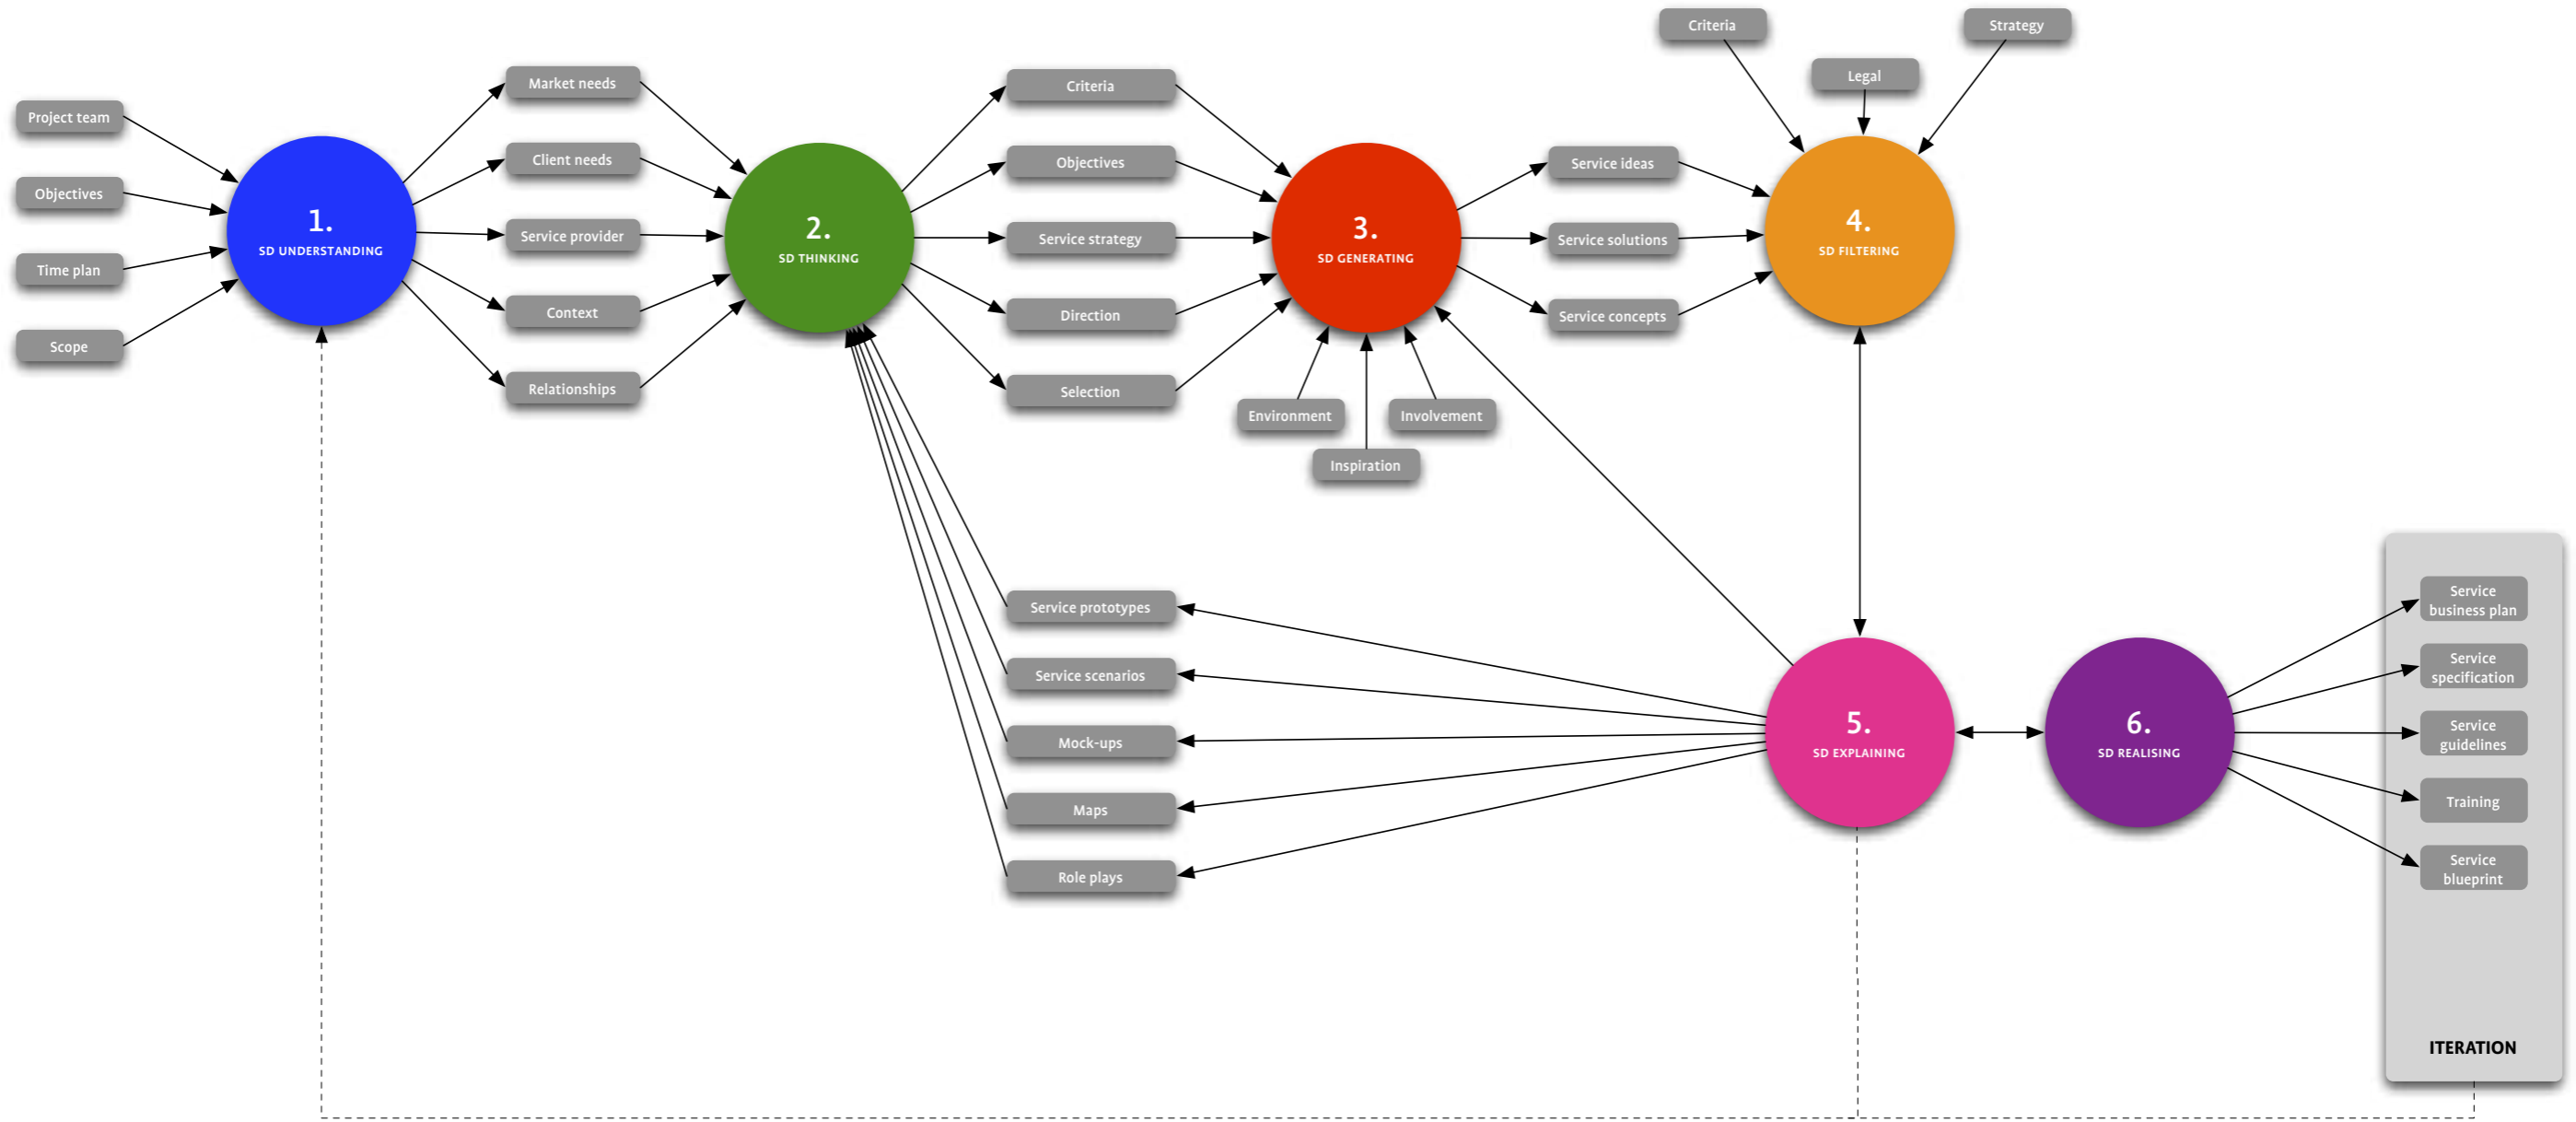 Project team
Objectives
Time plan
Scope
1.
SD UNDERSTANDING
Market needs
Client needs
Service provider
Context
Relationships
2.
SD THINKING
Criteria
Objectives
Service strategy
Direction
Selection
3.
SD GENERATING
Environment
Inspiration
Involvement
Service ideas
Service solutions
Service concepts
Criteria
Legal
Strategy
4.
SD FILTERING
Service prototypes
Service scenarios
Mock-ups
Maps
Role plays
5.
SD EXPLAINING
6.
SD REALISING
Service
business plan
Service
specification
Service
guidelines
Training
Service
blueprint
ITERATION